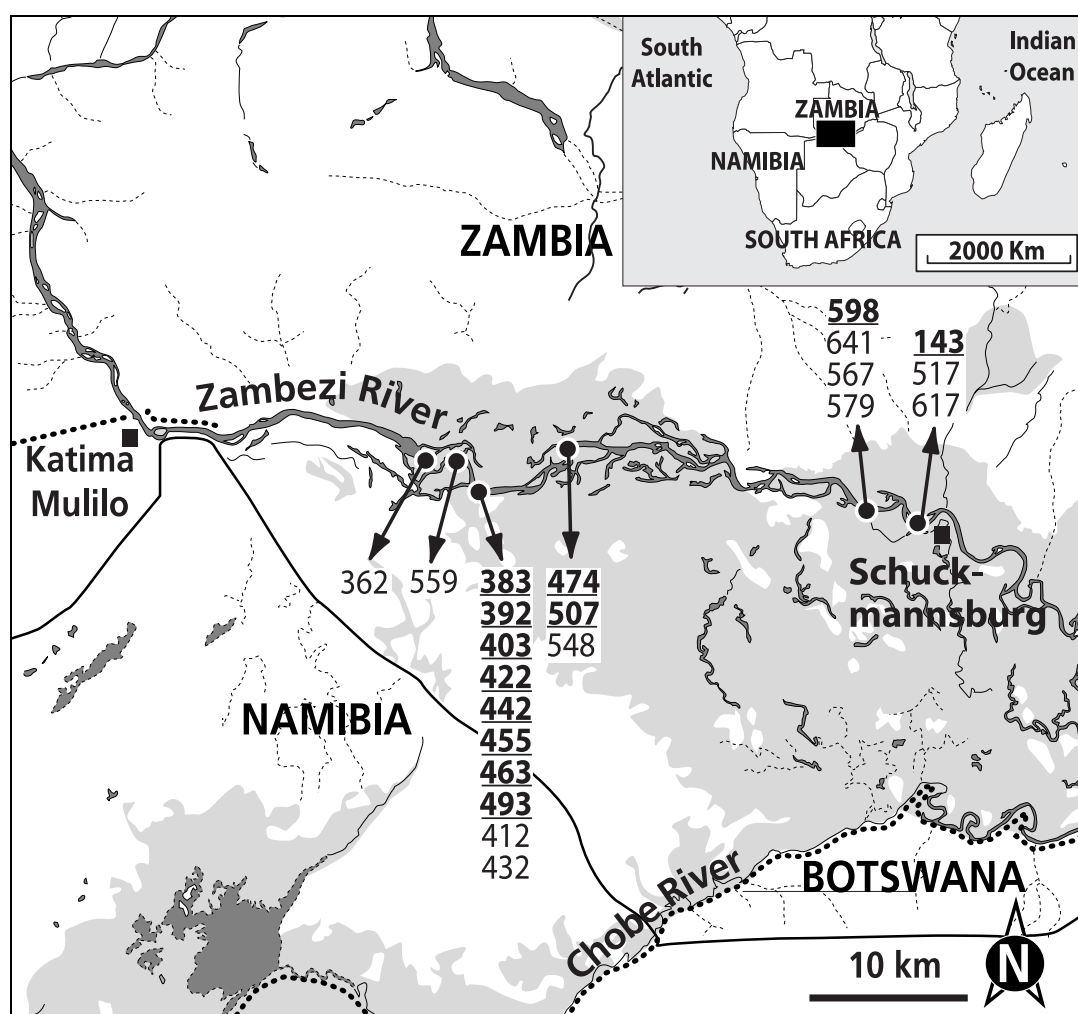 South
Atlantic
Indian
Ocean
ZAMBIA
NAMIBIA
SOUTH AFRICA
2000 Km
ZAMBIA
598
641
567
579
143
517
617
Zambezi River
Katima
Mulilo
Schuck-
mannsburg
362
559
383
392
403
422
442
455
463
493
412
432
474
507
548
NAMIBIA
Chobe River
BOTSWANA
10 km
N